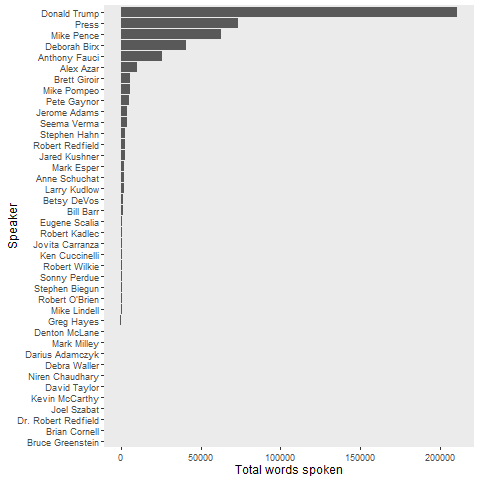 Donald Trump
Press
Mike Pence
Deborah Birx
Anthony Fauci
Alex Azar
Brett Giroir
Mike Pompeo
Pete Gaynor
Jerome Adams
Seema Verma
Stephen Hahn
Robert Redfield
Jared Kushner
Mark Esper
Anne Schuchat
Larry Kudlow
Betsy DeVos
Bill Barr
Eugene Scalia
Robert Kadlec
Jovita Carranza
Ken Cuccinelli
Robert Wilkie
Sonny Perdue
Stephen Biegun
Robert O'Brien
Mike Lindell
Greg Hayes
Denton McLane
Mark Milley
Darius Adamczyk
Debra Waller
Niren Chaudhary
David Taylor
Kevin McCarthy
Joel Szabat
Dr. Robert Redfield
Brian Cornell
Bruce Greenstein
Speaker
0 50000 100000 150000 200000
Total words spoken